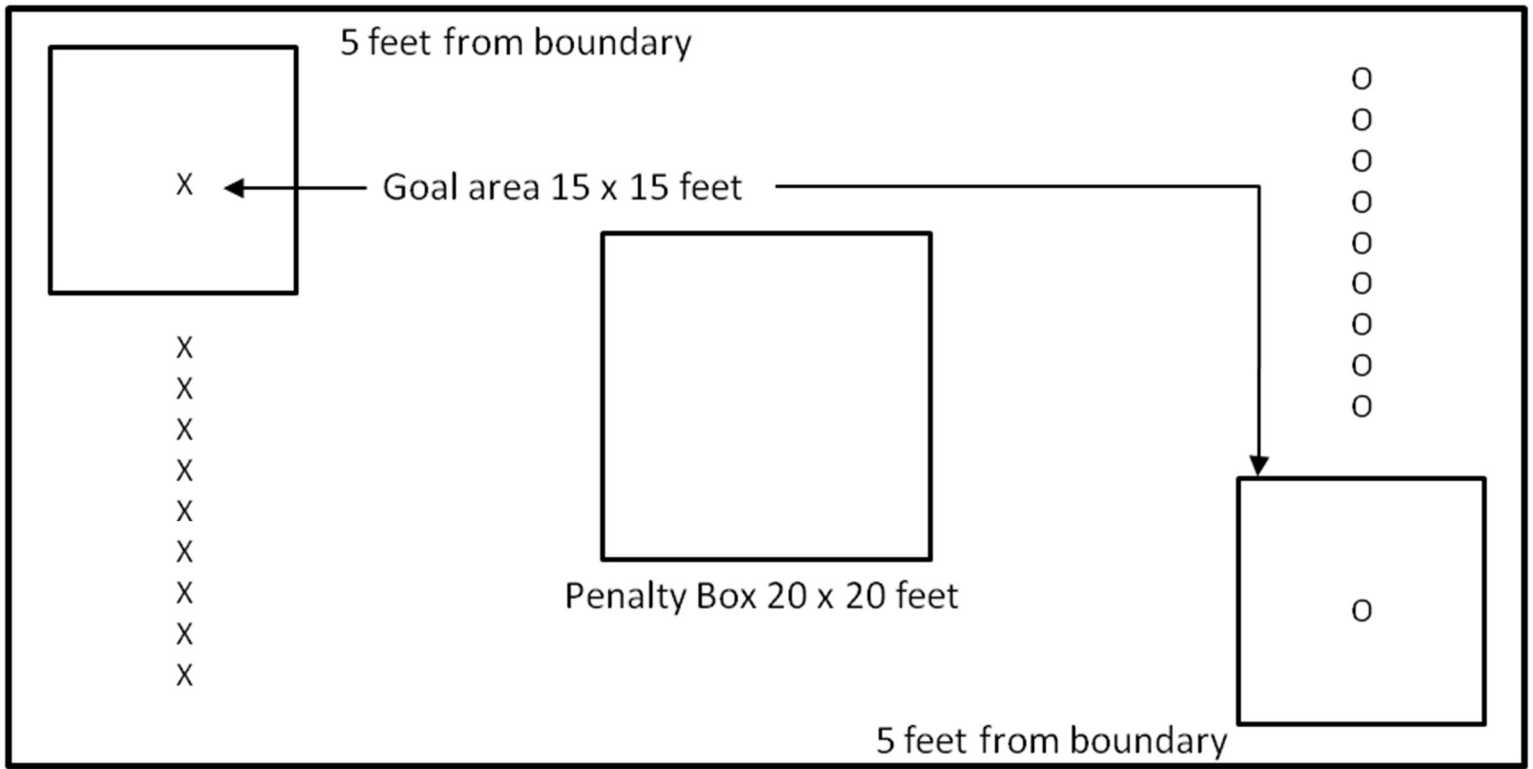 5 feet from boundary
O
O
O
X
Goal area 15 x 15 feet
O
O
O
O
X
O
X
O
X
X
X
X
X
Penalty Box 20 x 20 feet
O
X
X
5 feet from boundary